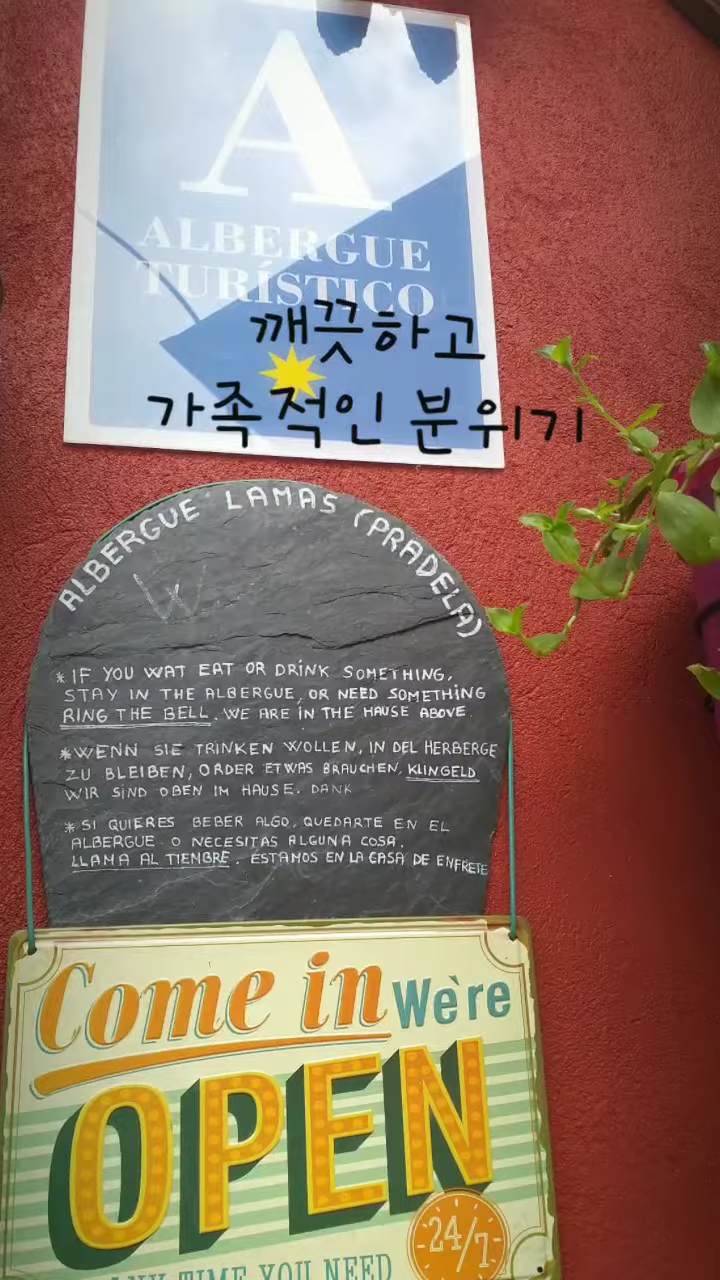 A
ALBERGUE
TURÍSTICO
깨끗하고
가족적인 분위기
ALBERGUE LAMAS (PRADELA)
W
* IF YOU WAT EAT OR DRINK SOMETHING,
STAY IN THE ALBERGUE, OR NEED SOMETHING
RING THE BELL. WE ARE IN THE HAUSE ABOVE
* WENN SIE TRINKEN WOLLEN, IN DEL HERBERGE
ZU BLEIBEN, ORDER ETWAS BRAUCHEN, KLINGELD
WIR SIND OBEN IM HAUSE. DANK
* SI QUIERES BEBER ALGO, QUEDARTE EN EL
ALBERGUE O NECESITAS ALGUNA COSA,
LLAMA AL TIENBRE. ESTAMOS EN LA CASA DE ENFRETE
Come in We're
OPEN
24/7
ANY TIME YOU NEED